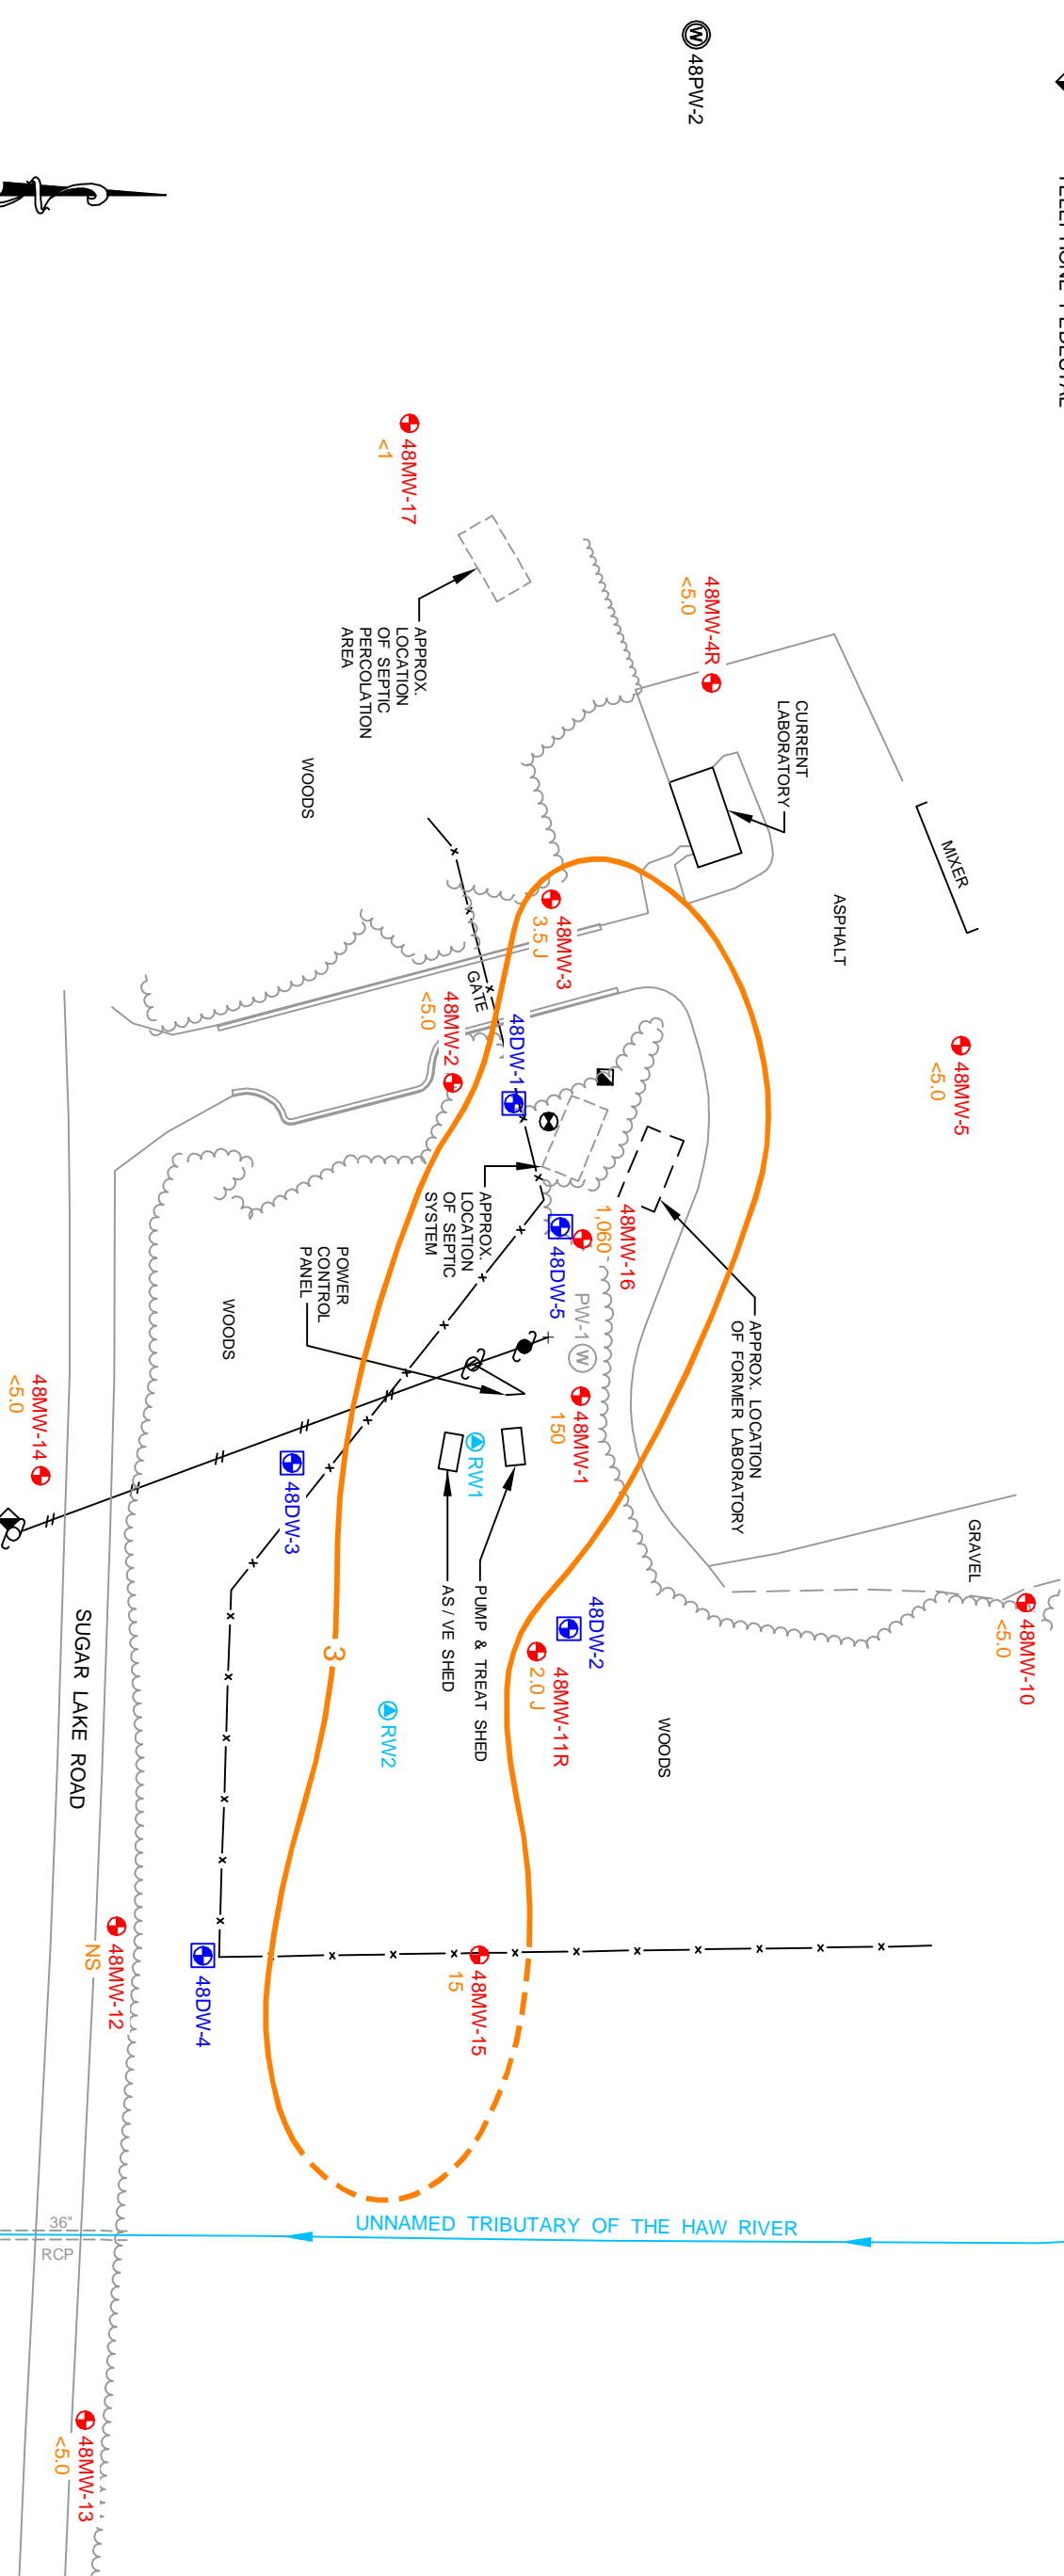 TELEPHONE PEDESTAL
48PW-2
48MW-17
<1
APPROX.
LOCATION
OF SEPTIC
PERCOLATION
AREA
48MW-4R
<5.0
CURRENT
LABORATORY
MIXER
ASPHALT
WOODS
48MW-3
3.5 J
GATE
48MW-2
<5.0
48DW-1
48MW-5
<5.0
APPROX.
LOCATION
OF SEPTIC
SYSTEM
48MW-16
1,060
48DW-5
PW-1
W
W
APPROX. LOCATION
OF FORMER LABORATORY
POWER
CONTROL
PANEL
WOODS
48MW-1
150
RW1
48DW-3
48MW-14
<5.0
GRAVEL
48MW-10
<5.0
PUMP & TREAT SHED
AS / VE SHED
48DW-2
48MW-11R
2.0 J
3
RW2
WOODS
SUGAR LAKE ROAD
48MW-12
NS
48DW-4
48MW-15
15
UNNAMED TRIBUTARY OF THE HAW RIVER
36"
RCP
48MW-13
<5.0